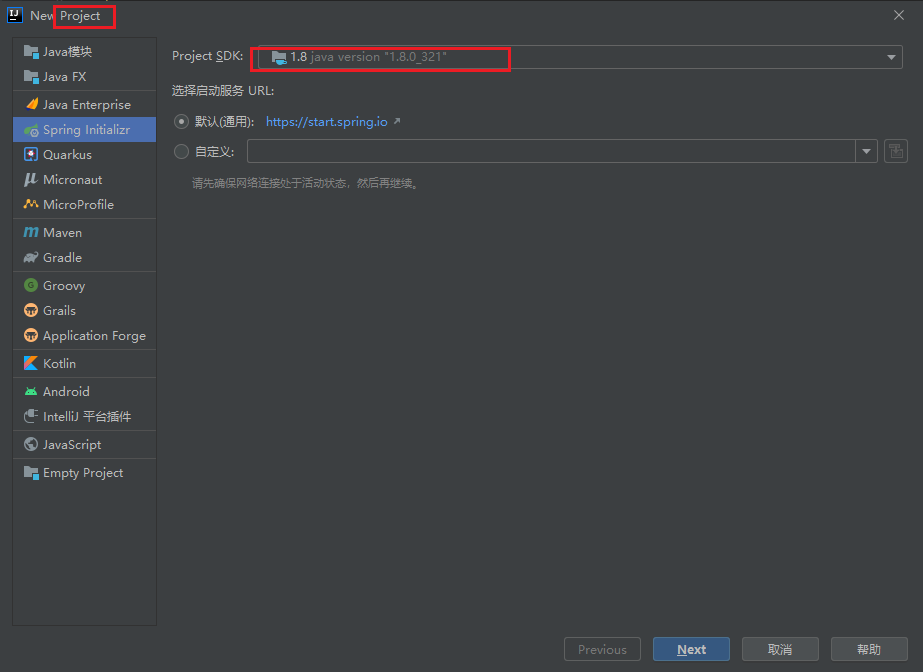 New Project
Java模块
Java FX
Java Enterprise
Spring Initializr
Quarkus
Micronaut
MicroProfile
Maven
Gradle
Groovy
Grails
Application Forge
Kotlin
Android
IntelliJ 平台插件
JavaScript
Empty Project
Project SDK: 1.8 java version "1.8.0_321"
选择启动服务 URL:
默认(通用): https://start.spring.io
自定义:
请先确保网络连接处于活动状态，然后再继续。
Previous Next 取消 帮助